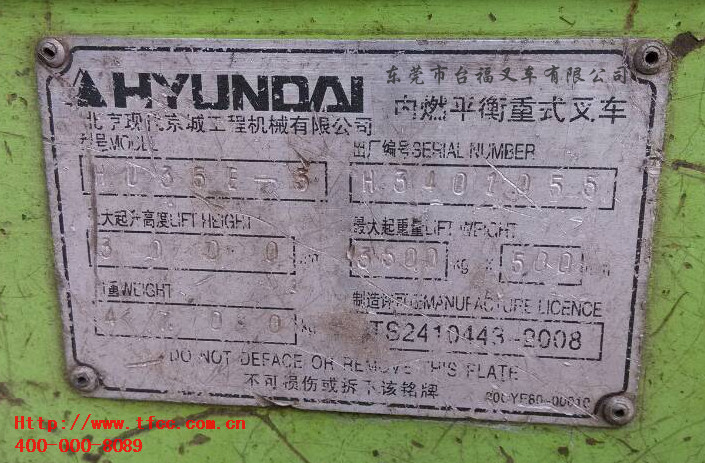 HYUNDAI
东莞市台福叉车有限公司
北京现代京城工程机械有限公司
内燃平衡重式叉车
型号MODEL
出厂编号SERIAL NUMBER
H3401055
大起升高度LIFT HEIGHT
最大起重量LIFT WEIGHT
3000 mm
3500 kg x 500 mm
重WEIGHT
制造许可证MANUFACTURE LICENCE
kg
TS2410443-2008
DO NOT DEFACE OR REMOVE THIS PLATE
不可损伤或拆下该铭牌
Http://www.tfcc.com.cn/
400-000-8089